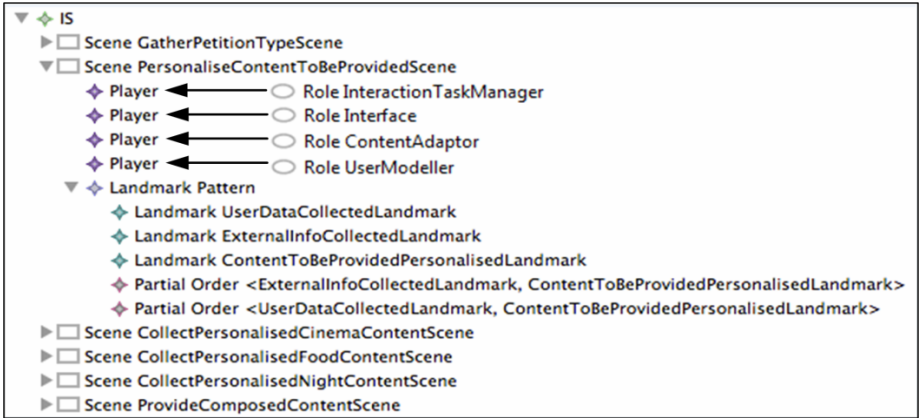 IS
Scene GatherPetitionTypeScene
Scene PersonaliseContentToBeProvidedScene
Player Role InteractionTaskManager
Player Role Interface
Player Role ContentAdaptor
Player Role UserModeller
Landmark Pattern
Landmark UserDataCollectedLandmark
Landmark ExternalInfoCollectedLandmark
Landmark ContentToBeProvidedPersonalisedLandmark
Partial Order <ExternalInfoCollectedLandmark, ContentToBeProvidedPersonalisedLandmark>
Partial Order <UserDataCollectedLandmark, ContentToBeProvidedPersonalisedLandmark>
Scene CollectPersonalisedCinemaContentScene
Scene CollectPersonalisedFoodContentScene
Scene CollectPersonalisedNightContentScene
Scene ProvideComposedContentScene